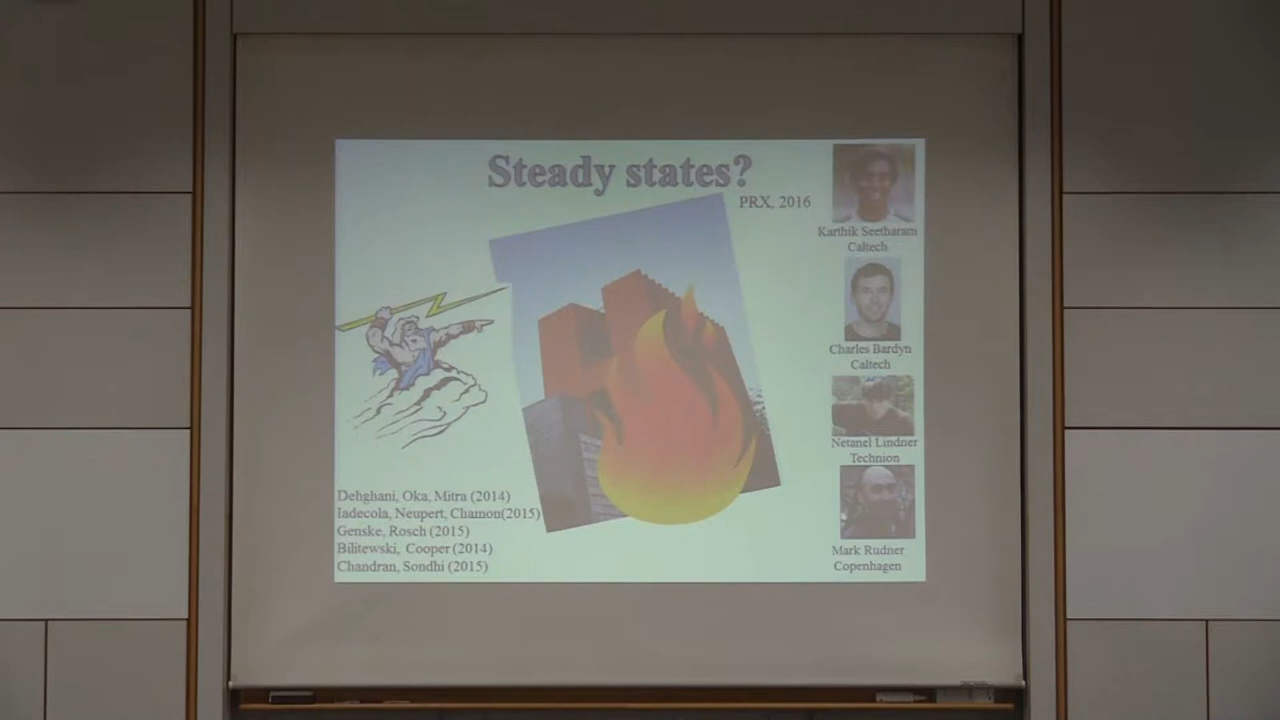 Steady states?
PRX, 2016
Karthik Seetharam
Caltech
Charles Bardyn
Caltech
Netanel Lindner
Technion
Mark Rudner
Copenhagen
Dehghani, Oka, Mitra (2014)
Iadecola, Neupert, Chamon(2015)
Genske, Rosch (2015)
Bilitewski, Cooper (2014)
Chandran, Sondhi (2015)